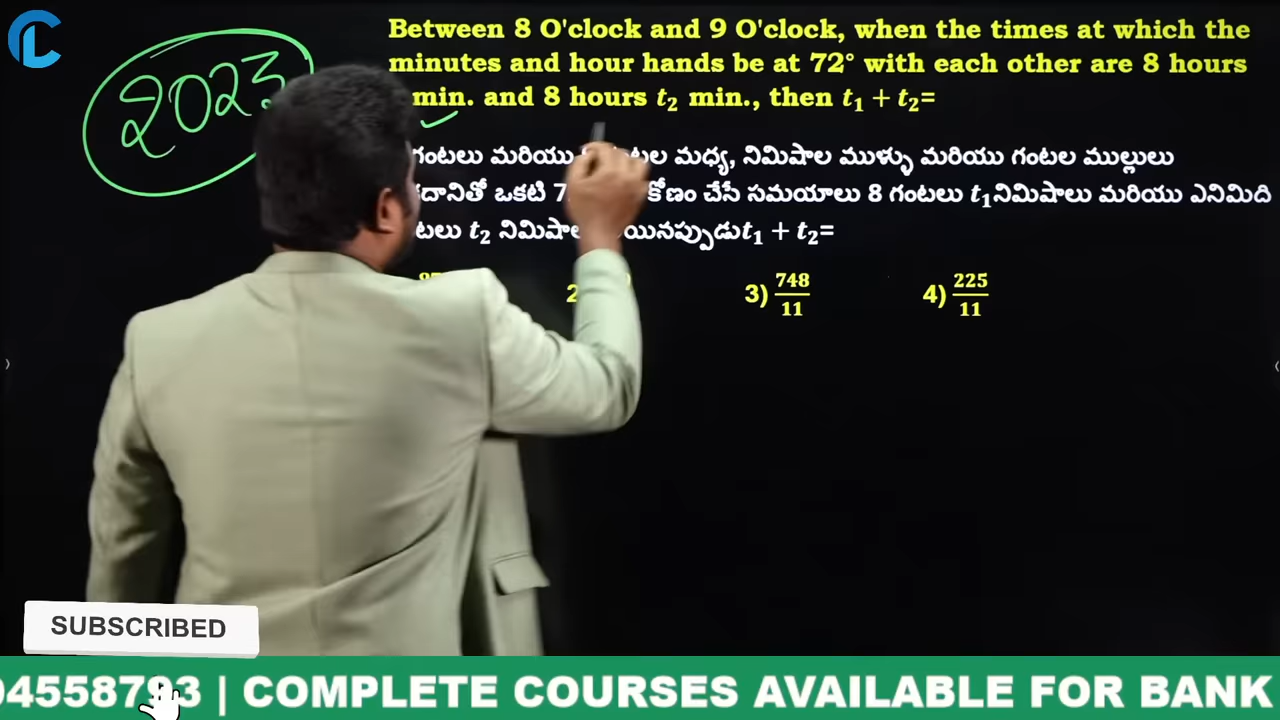 2023
Between 8 O'clock and 9 O'clock, when the times at which the
minutes and hour hands be at 72° with each other are 8 hours
min. and 8 hours t₂ min., then t₁ + t₂=
గంటలు మరియు మధ్య, నిమిషాల ముళ్ళు మరియు గంటల ముల్లులు
ఒకటి చేసే సమయాలు 8 గంటలు t₁నిమిషాలు మరియు ఎనిమిది
t₂ t₁ + t₂=
3) 748/11 4) 225/11
SUBSCRIBED
| COMPLETE COURSES AVAILABLE FOR BANK